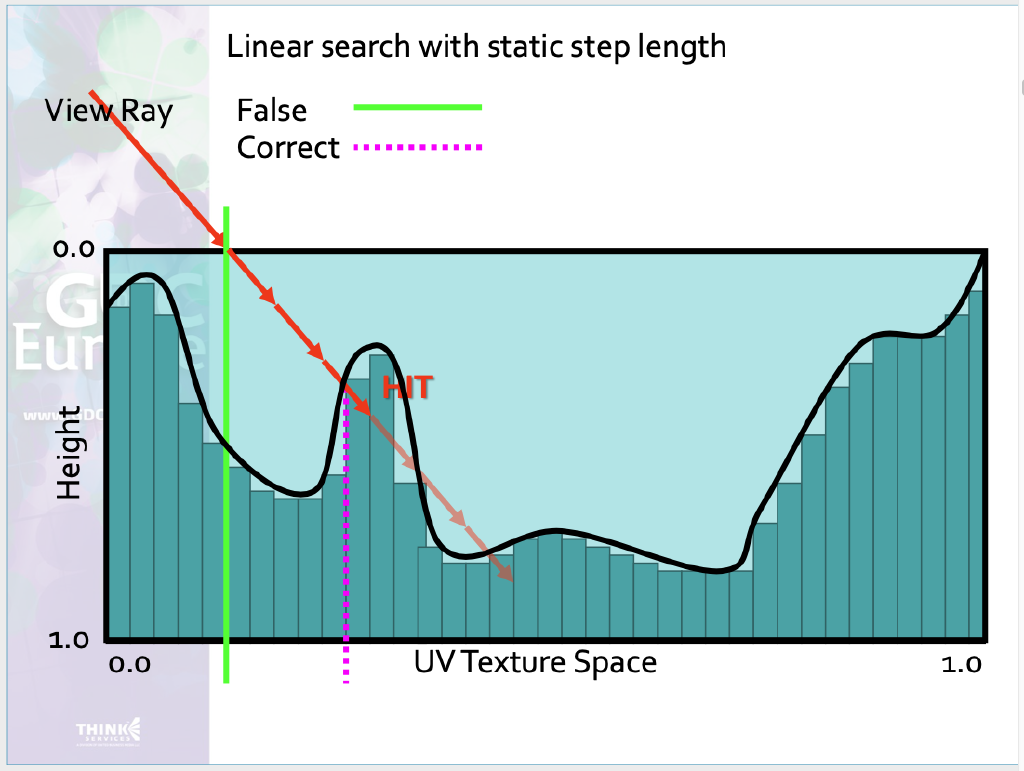 Linear search with static step length
View Ray
False
Correct
0.0
HIT
Height
1.0
0.0
UV Texture Space
1.0
THINK
SERVICES